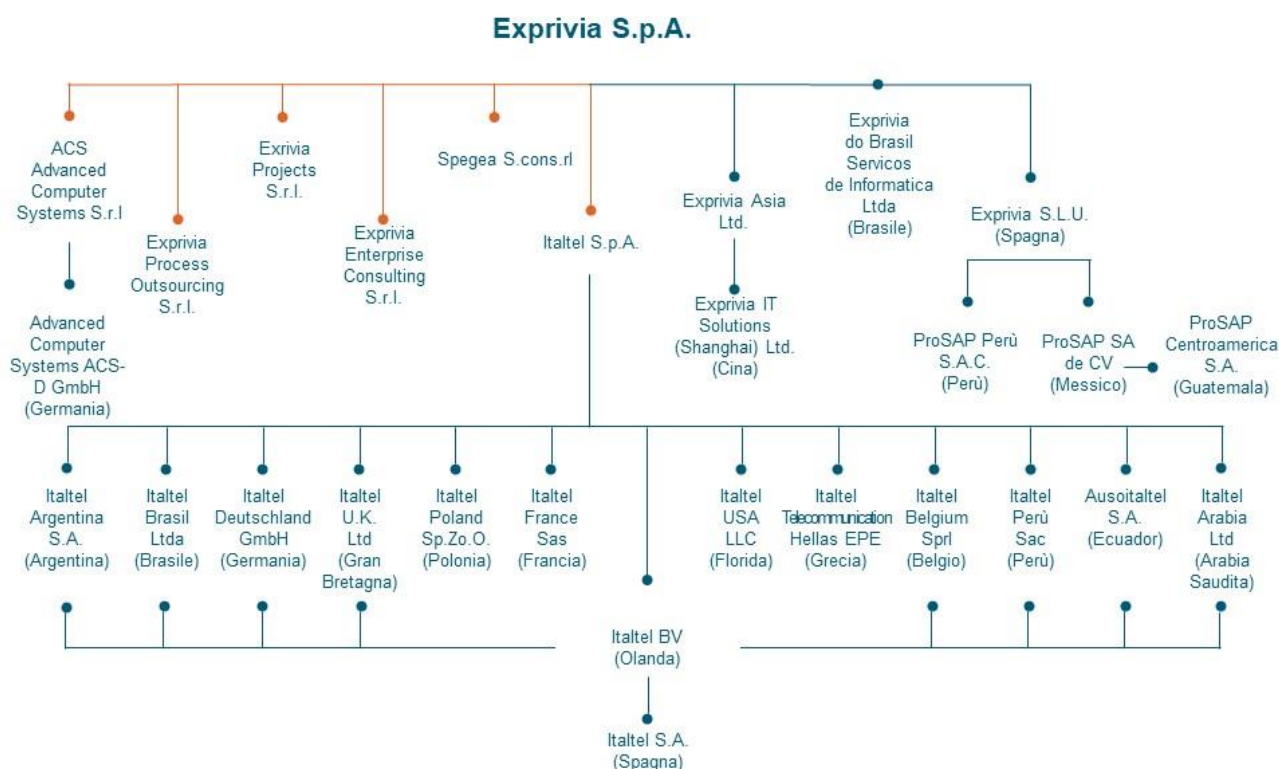 Exprivia S.p.A.
ACS
Advanced
Computer
Systems S.r.l
Exrivia
Projects
S.r.l.
Spegea S.cons.rl
Exprivia
do Brasil
Servicos
de Informatica
Ltda
(Brasile)
Exprivia Asia
Ltd.
Exprivia S.L.U.
(Spagna)
Exprivia
Process
Outsourcing
S.r.l.
Exprivia
Enterprise
Consulting
S.r.l.
Italtel S.p.A.
Advanced
Computer
Systems ACS-
D GmbH
(Germania)
Exprivia IT
Solutions
(Shanghai) Ltd.
(Cina)
ProSAP Perù
S.A.C.
(Perù)
ProSAP SA
de CV
(Messico)
ProSAP
Centroamerica
S.A.
(Guatemala)
Italtel
Argentina
S.A.
(Argentina)
Italtel
Brasil
Ltda
(Brasile)
Italtel
Deutschland
GmbH
(Germania)
Italtel
U.K.
Ltd
(Gran
Bretagna)
Italtel
Poland
Sp.Zo.O.
(Polonia)
Italtel
France
Sas
(Francia)
Italtel
USA
LLC
(Florida)
Italtel
Telecommunication
Hellas EPE
(Grecia)
Italtel
Belgium
Sprl
(Belgio)
Italtel
Perù
Sac
(Perù)
Ausoitaltel
S.A.
(Ecuador)
Italtel
Arabia
Ltd
(Arabia
Saudita)
Italtel BV
(Olanda)
Italtel S.A.
(Spagna)